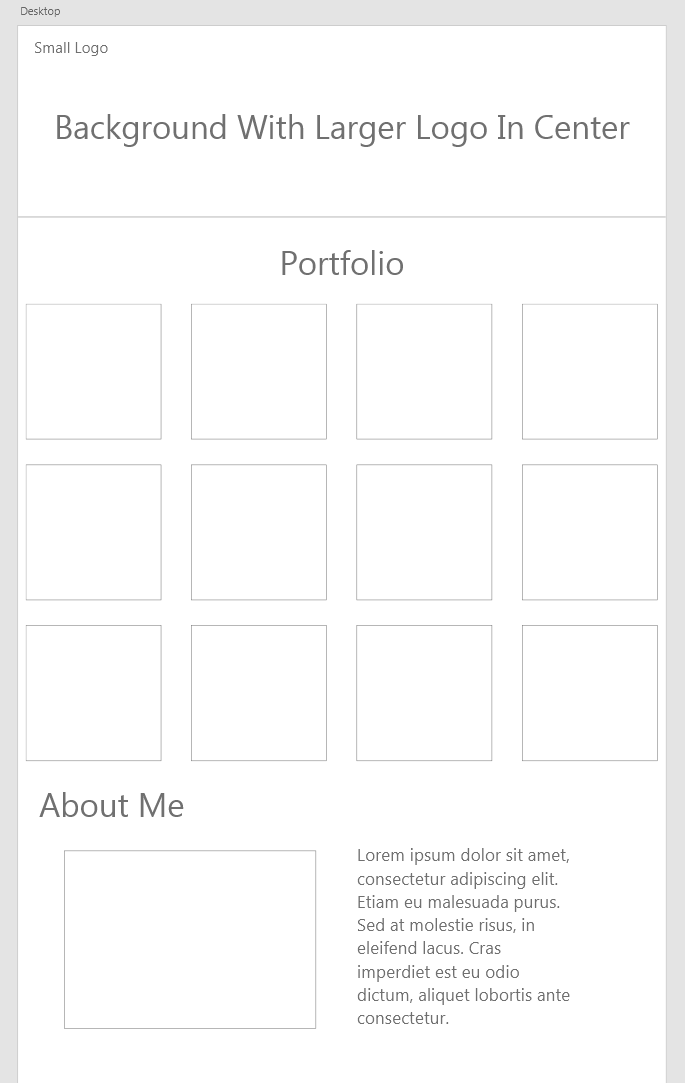 Desktop
Small Logo
Background With Larger Logo In Center
Portfolio
About Me
Lorem ipsum dolor sit amet,
consectetur adipiscing elit.
Etiam eu malesuada purus.
Sed at molestie risus, in
eleifend lacus. Cras
imperdiet est eu odio
dictum, aliquet lobortis ante
consectetur.